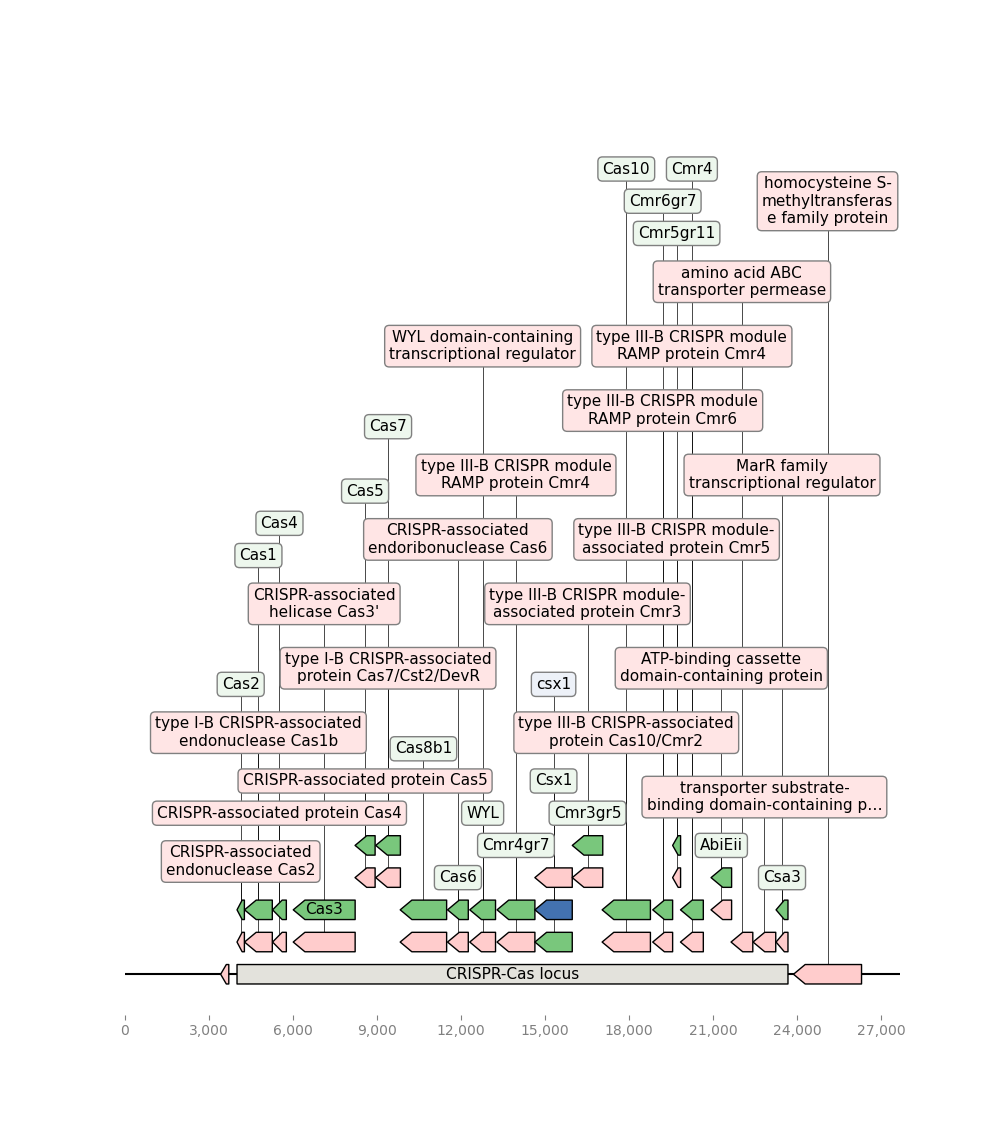 Cas10
Cmr4
homocysteine S-
methyltransferas
e family protein
Cmr6gr7
Cmr5gr11
amino acid ABC
transporter permease
WYL domain-containing
transcriptional regulator
type III-B CRISPR module
RAMP protein Cmr4
type III-B CRISPR module
RAMP protein Cmr6
Cas7
type III-B CRISPR module
RAMP protein Cmr4
MarR family
transcriptional regulator
Cas5
Cas4
CRISPR-associated
endoribonuclease Cas6
type III-B CRISPR module-
associated protein Cmr5
Cas1
CRISPR-associated
helicase Cas3'
type III-B CRISPR module-
associated protein Cmr3
type I-B CRISPR-associated
protein Cas7/Cst2/DevR
ATP-binding cassette
domain-containing protein
Cas2
csx1
type I-B CRISPR-associated
endonuclease Cas1b
type III-B CRISPR-associated
protein Cas10/Cmr2
Cas8b1
CRISPR-associated protein Cas5
Csx1
transporter substrate-
binding domain-containing p…
CRISPR-associated protein Cas4
WYL
Cmr3gr5
CRISPR-associated
endonuclease Cas2
Cmr4gr7
AbiEii
Cas6
Csa3
Cas3
CRISPR-Cas locus
0
3,000
6,000
9,000
12,000
15,000
18,000
21,000
24,000
27,000